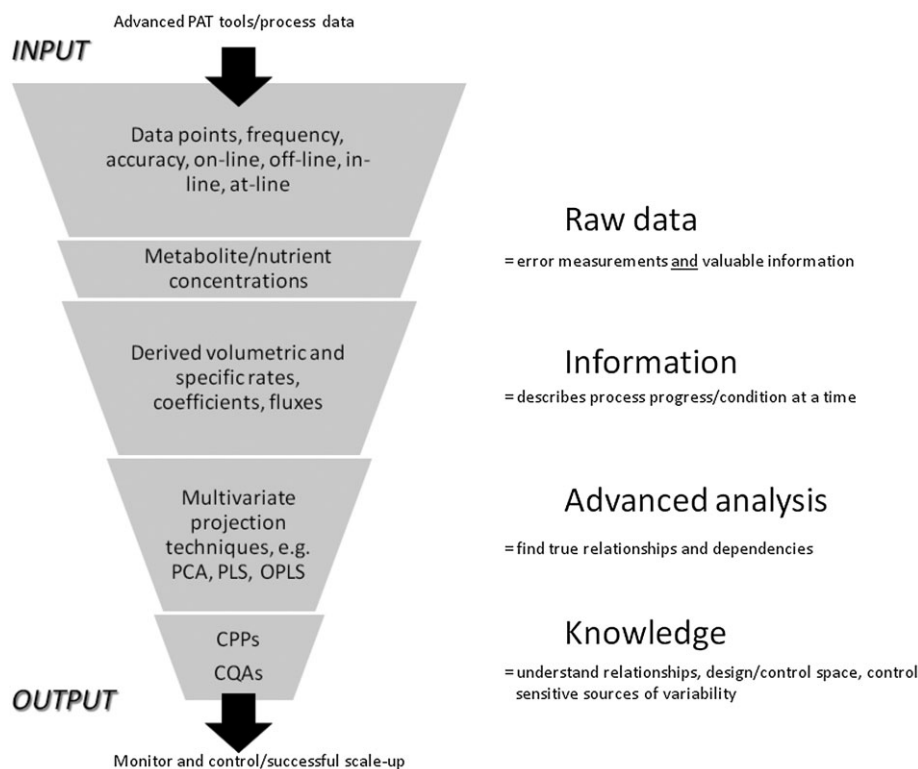 Advanced PAT tools/process data
INPUT
Data points, frequency,
accuracy, on-line, off-line, in-
line, at-line
Metabolite/nutrient
concentrations
Raw data
= error measurements and valuable information
Derived volumetric and
specific rates,
coefficients, fluxes
Information
= describes process progress/condition at a time
Multivariate
projection
techniques, e.g.
PCA, PLS, OPLS
Advanced analysis
= find true relationships and dependencies
CPPs
CQAs
Knowledge
= understand relationships, design/control space, control
sensitive sources of variability
OUTPUT
Monitor and control/successful scale-up